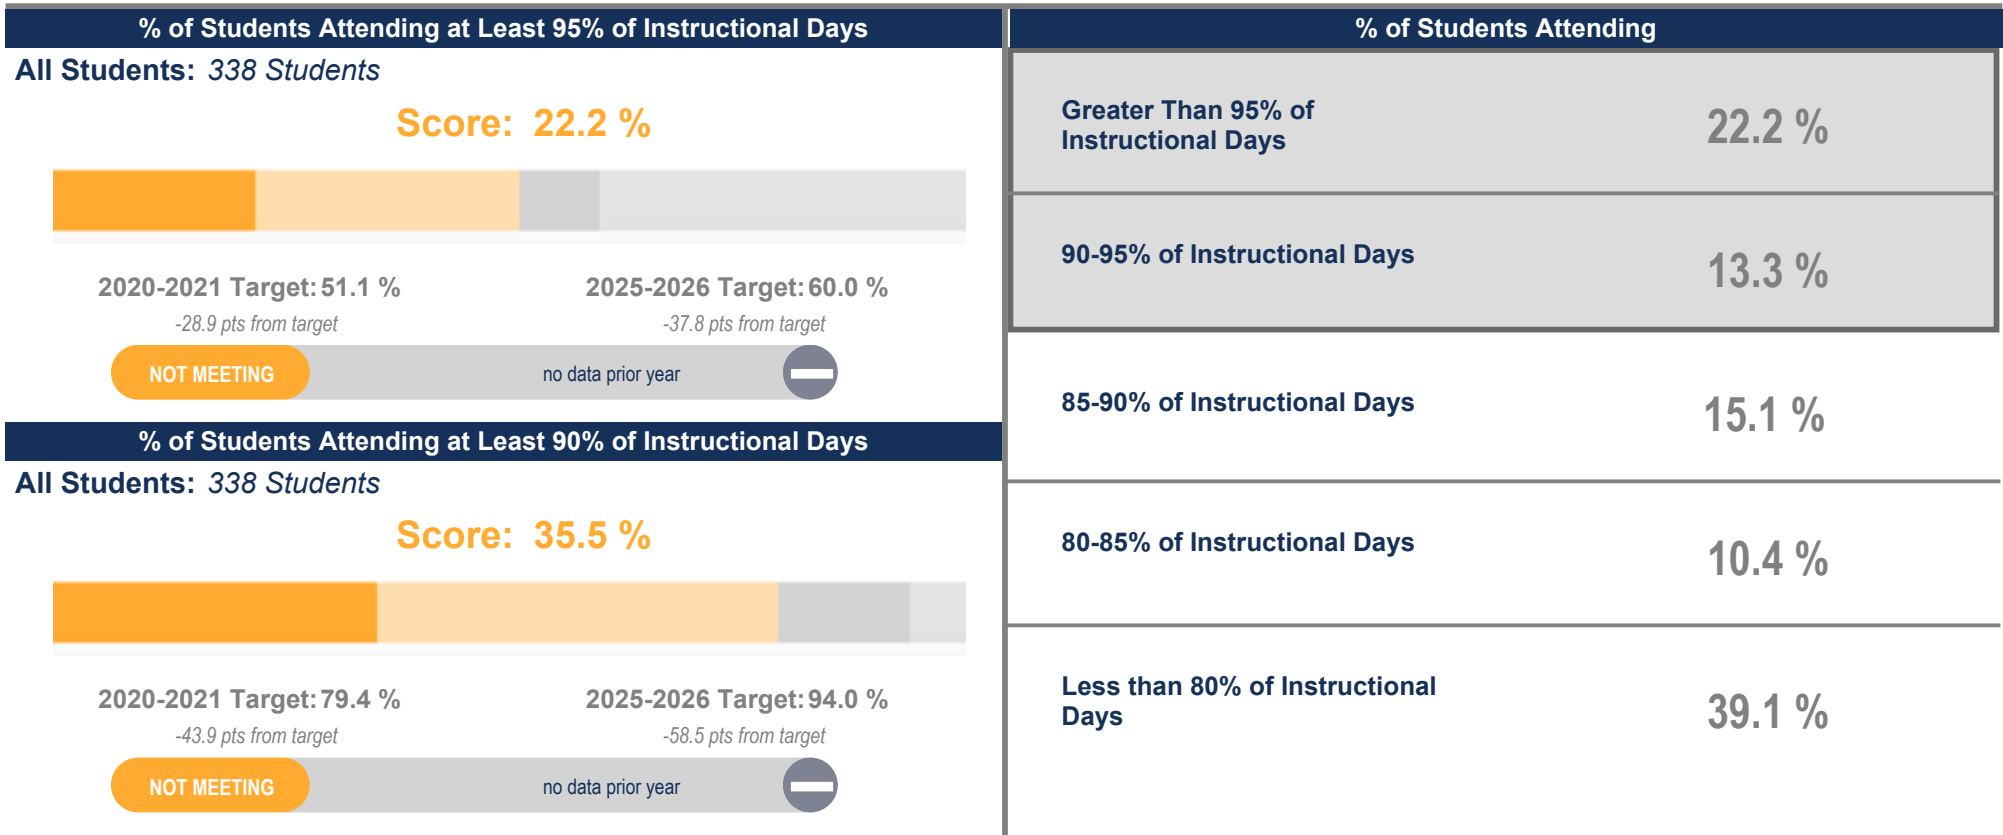 % of Students Attending at Least 95% of Instructional Days
All Students: 338 Students
Score: 22.2 %
2020-2021 Target: 51.1 %
-28.9 pts from target
2025-2026 Target: 60.0 %
-37.8 pts from target
NOT MEETING
no data prior year
% of Students Attending at Least 90% of Instructional Days
All Students: 338 Students
Score: 35.5 %
2020-2021 Target: 79.4 %
-43.9 pts from target
2025-2026 Target: 94.0 %
-58.5 pts from target
NOT MEETING
no data prior year
% of Students Attending
Greater Than 95% of
Instructional Days
22.2 %
90-95% of Instructional Days
13.3 %
85-90% of Instructional Days
15.1 %
80-85% of Instructional Days
10.4 %
Less than 80% of Instructional
Days
39.1 %